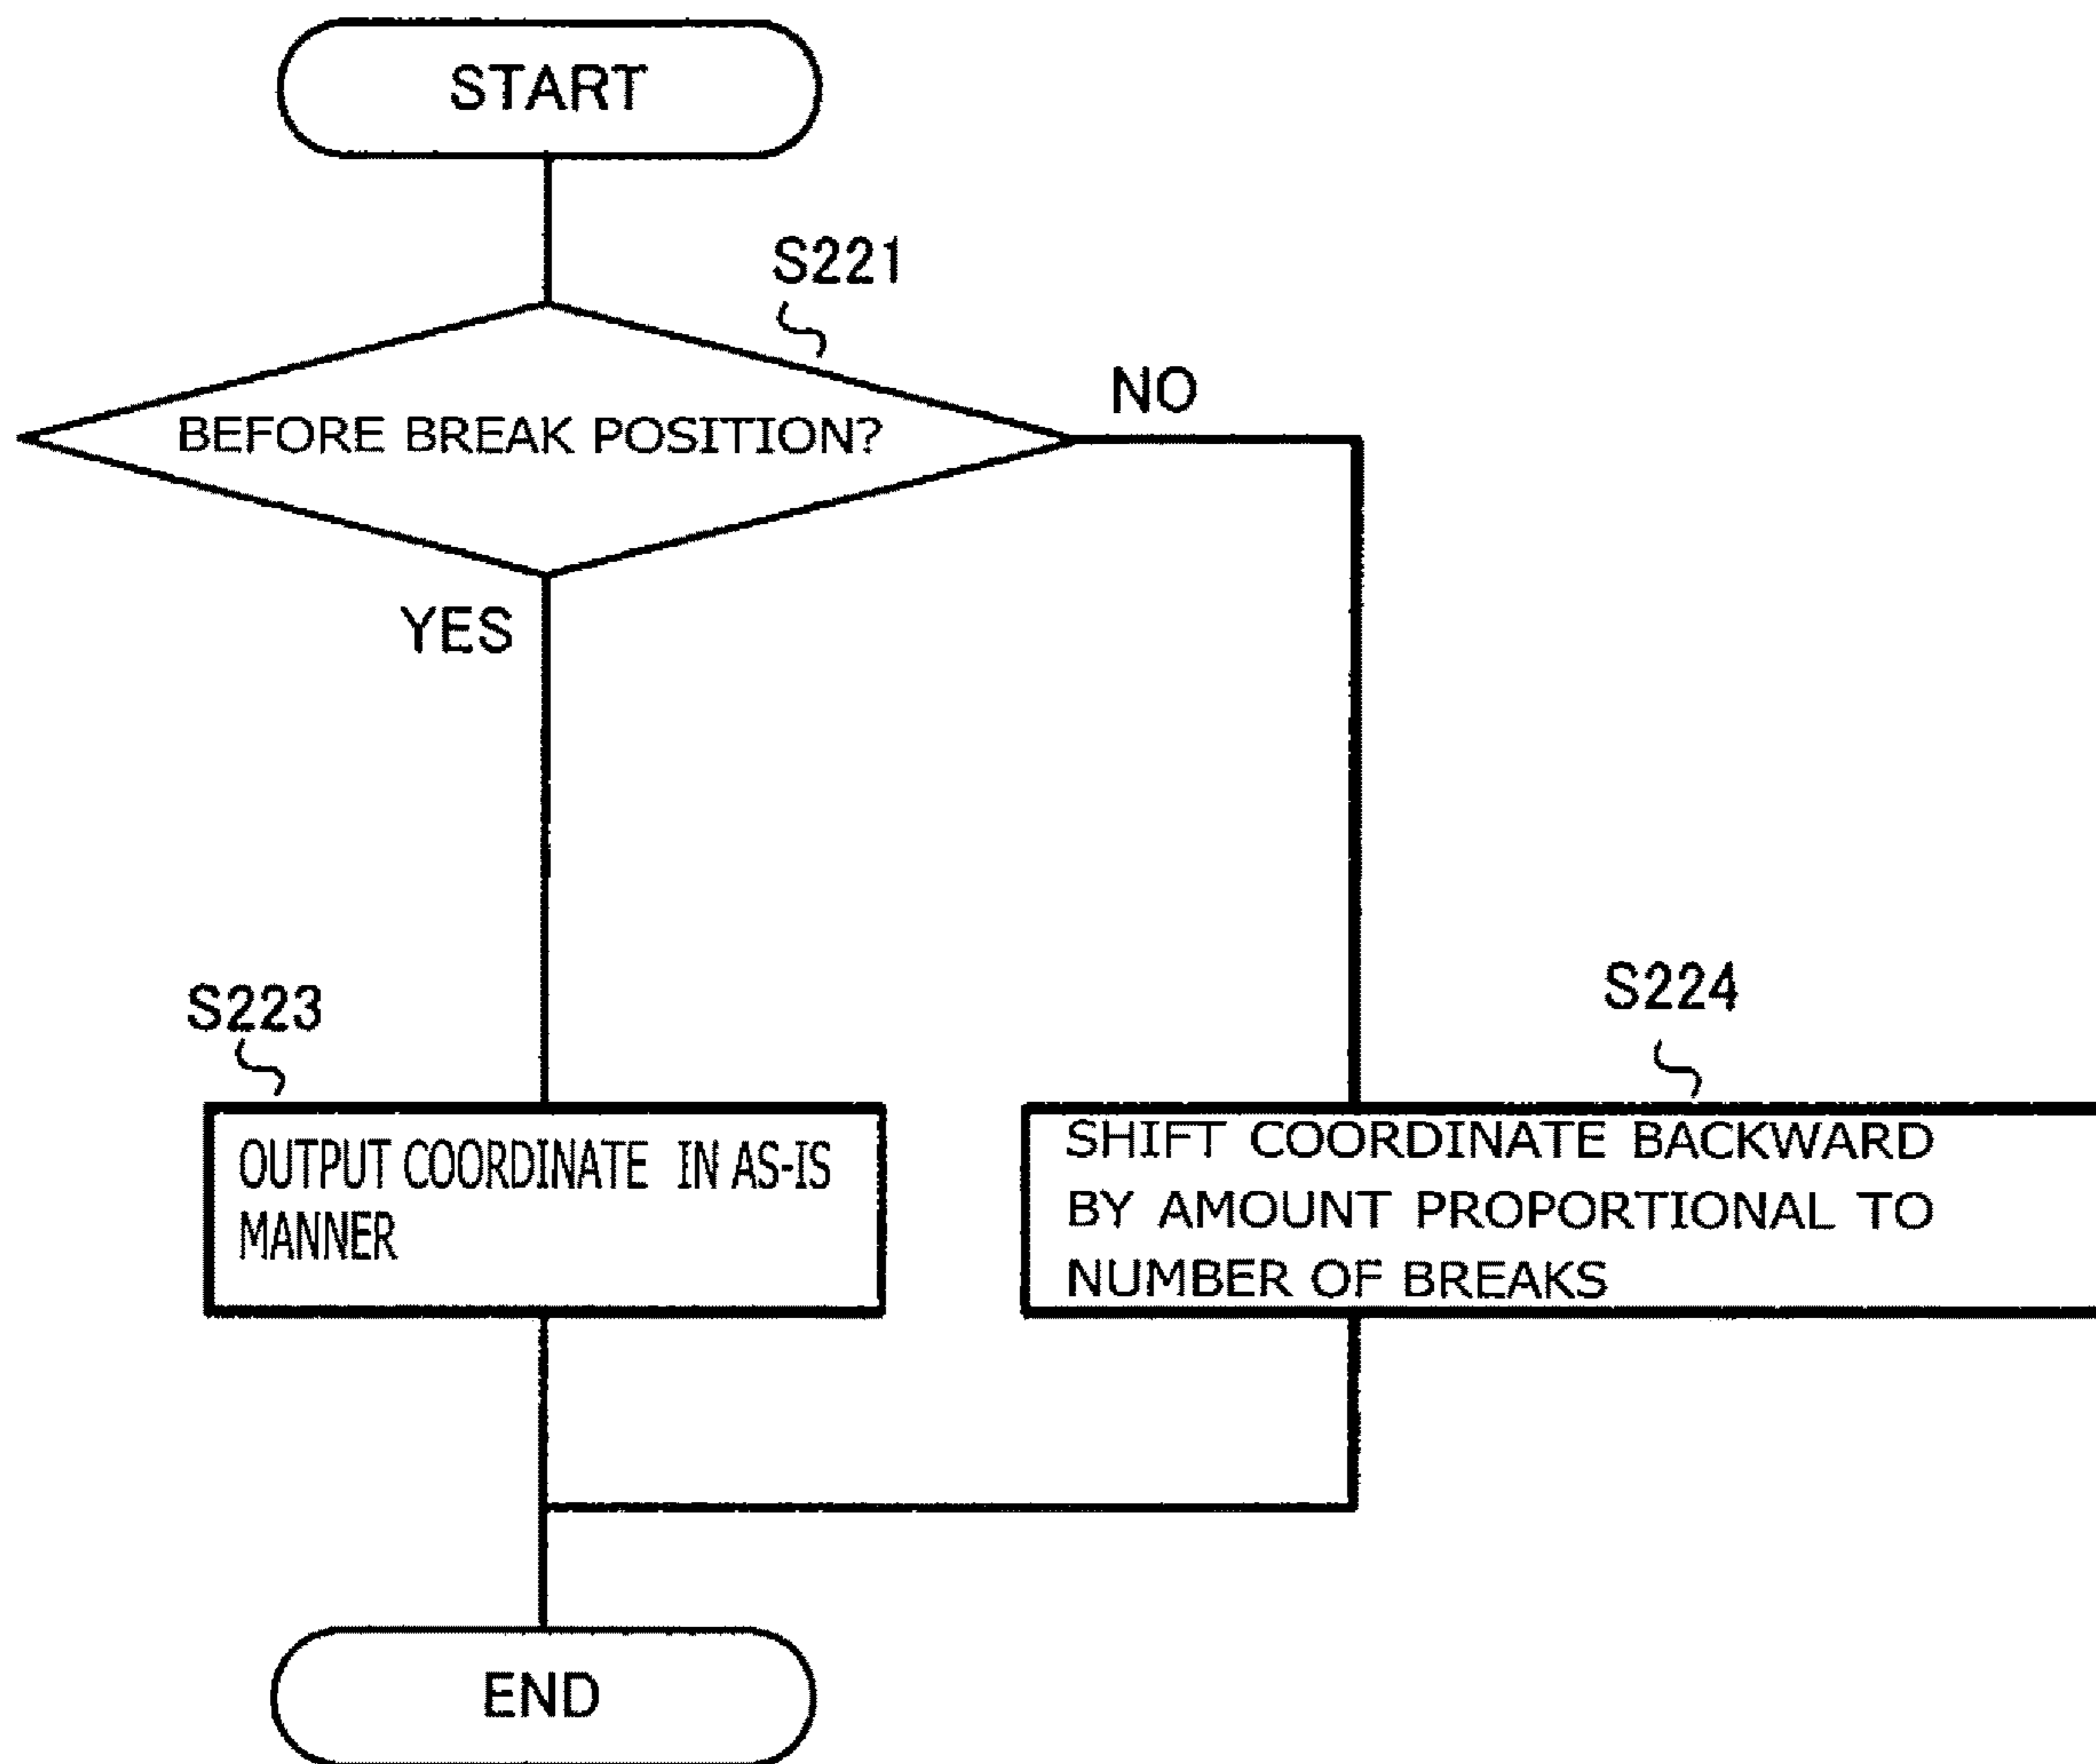 START
S221
NO
BEFORE BREAK POSITION?
YES
S223
S224
OUTPUT COORDINATE IN AS-IS
MANNER
SHIFT COORDINATE BACKWARD
BY AMOUNT PROPORTIONAL TO
NUMBER OF BREAKS
END